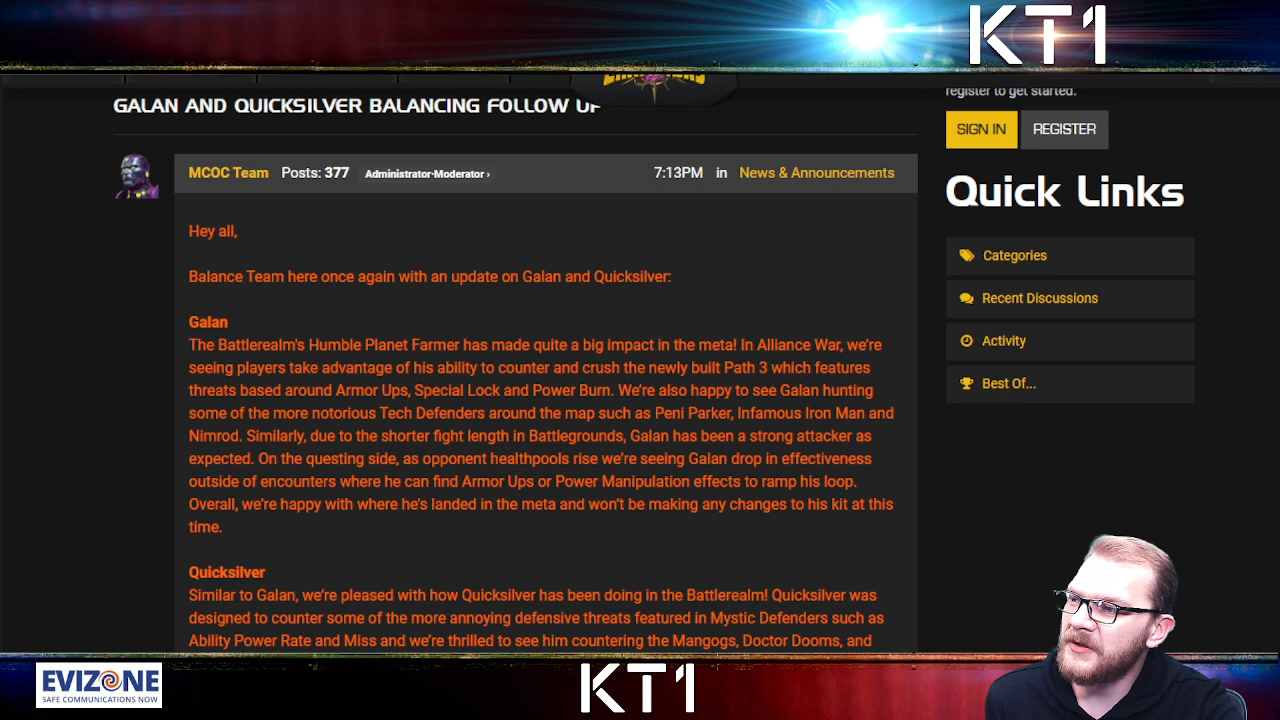 KT1
GALAN AND QUICKSILVER BALANCING FOLLOW UP
register to get started.
SIGN IN REGISTER
MCOC Team Posts: 377 Administrator-Moderator › 7:13PM in News & Announcements
Quick Links
Categories
Recent Discussions
Activity
Best Of...
Hey all,
Balance Team here once again with an update on Galan and Quicksilver:
Galan
The Battlerealm's Humble Planet Farmer has made quite a big impact in the meta! In Alliance War, we're
seeing players take advantage of his ability to counter and crush the newly built Path 3 which features
threats based around Armor Ups, Special Lock and Power Burn. We're also happy to see Galan hunting
some of the more notorious Tech Defenders around the map such as Peni Parker, Infamous Iron Man and
Nimrod. Similarly, due to the shorter fight length in Battlegrounds, Galan has been a strong attacker as
expected. On the questing side, as opponent healthpools rise we're seeing Galan drop in effectiveness
outside of encounters where he can find Armor Ups or Power Manipulation effects to ramp his loop.
Overall, we're happy with where he's landed in the meta and won't be making any changes to his kit at this
time.
Quicksilver
Similar to Galan, we're pleased with how Quicksilver has been doing in the Battlerealm! Quicksilver was
designed to counter some of the more annoying defensive threats featured in Mystic Defenders such as
Ability Power Rate and Miss and we're thrilled to see him countering the Mangogs, Doctor Dooms, and
EVIZONE
SAFE COMMUNICATIONS NOW
KT1